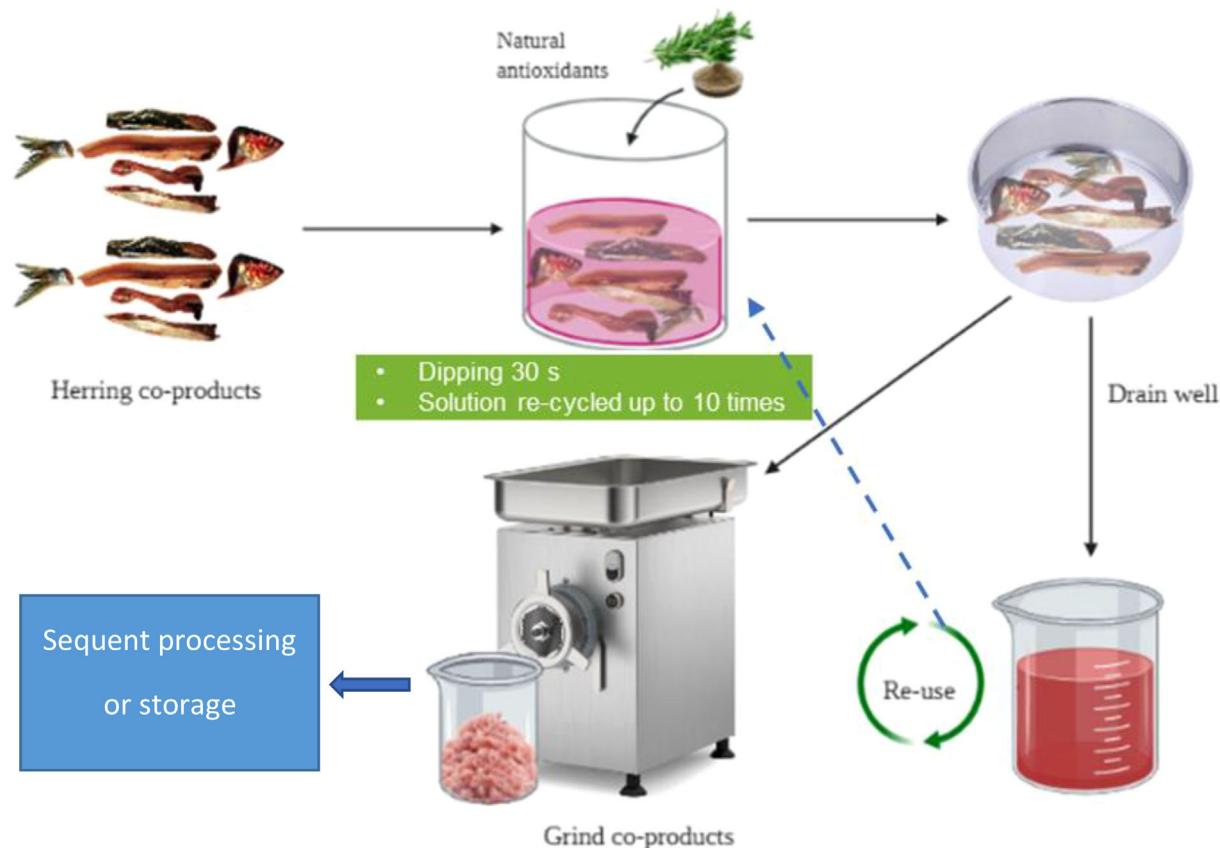 Natural
antioxidants
Herring co-products
• Dipping 30 s
• Solution re-cycled up to 10 times
Drain well
Re-use
Sequent processing
or storage
Grind co-products